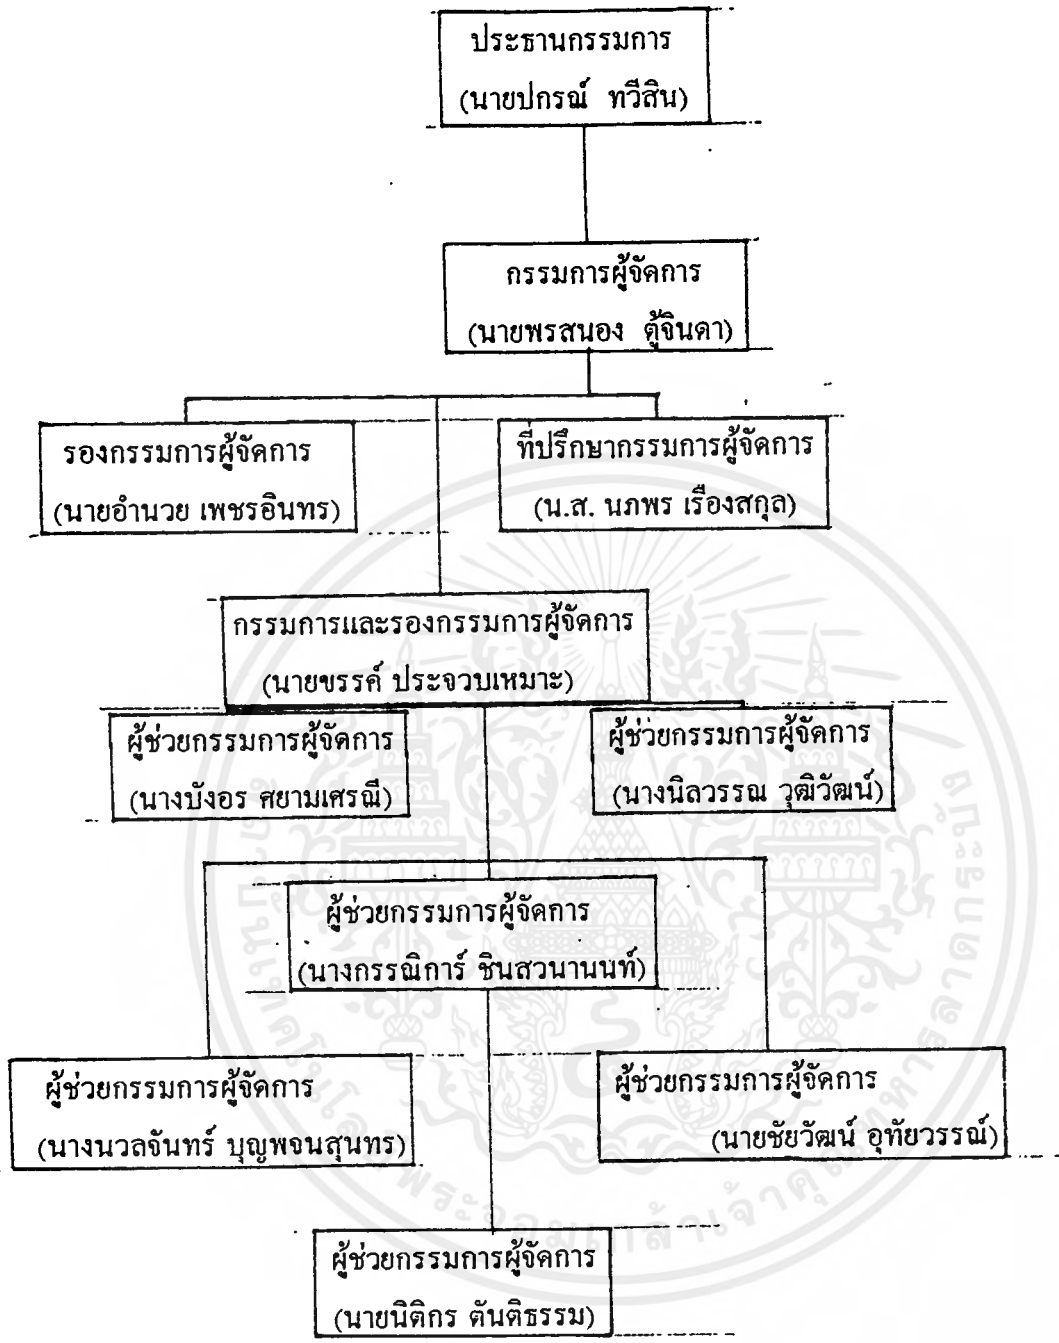 ประธานกรรมการ
(นายปกรณ์ ทวีสิน)
กรรมการผู้จัดการ
(นายพรสนอง ตู้จินดา)
รองกรรมการผู้จัดการ
(นายอำนวย เพชรอินทร)
ที่ปรึกษากรรมการผู้จัดการ
(น.ส. นภพร เรืองสกุล)
กรรมการและรองกรรมการผู้จัดการ
(นายขรรค์ ประจวบเหมาะ)
ผู้ช่วยกรรมการผู้จัดการ
(นางบังอร ศยามเศรณี)
ผู้ช่วยกรรมการผู้จัดการ
(นางนิลวรรณ วุฒิวัฒน์)
ผู้ช่วยกรรมการผู้จัดการ
(นางกรรณิการ์ ชินสวนานนท์)
ผู้ช่วยกรรมการผู้จัดการ
(นางนวลจันทร์ บุญพจนสุนทร)
ผู้ช่วยกรรมการผู้จัดการ
(นายชัยวัฒน์ อุทัยวรรณ์)
ผู้ช่วยกรรมการผู้จัดการ
(นายนิติกร ตันติธรรม)